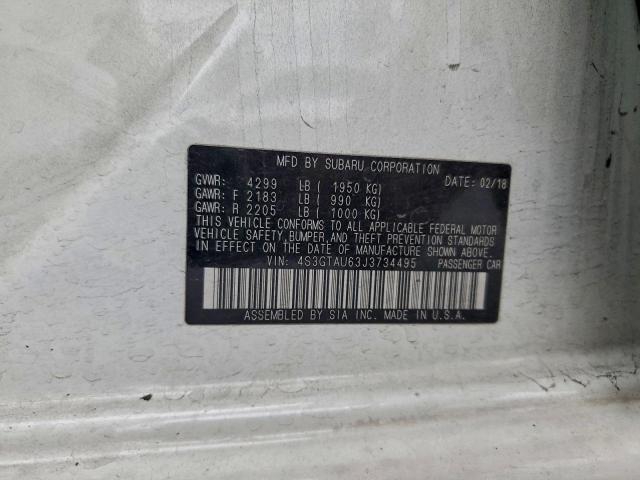 MFD BY SUBARU CORPORATION
GVWR: 4299 LB ( 1950 KG) DATE: 02/18
GAWR: F 2183 LB ( 990 KG)
GAWR: R 2205 LB ( 1000 KG)
THIS VEHICLE CONFORMS TO ALL APPLICABLE FEDERAL MOTOR
VEHICLE SAFETY, BUMPER, AND THEFT PREVENTION STANDARDS
IN EFFECT ON THE DATE OF MANUFACTURE SHOWN ABOVE.
VIN: 4S3GTAU63J3734495 PASSENGER CAR
ASSEMBLED BY SIA INC. MADE IN U.S.A.